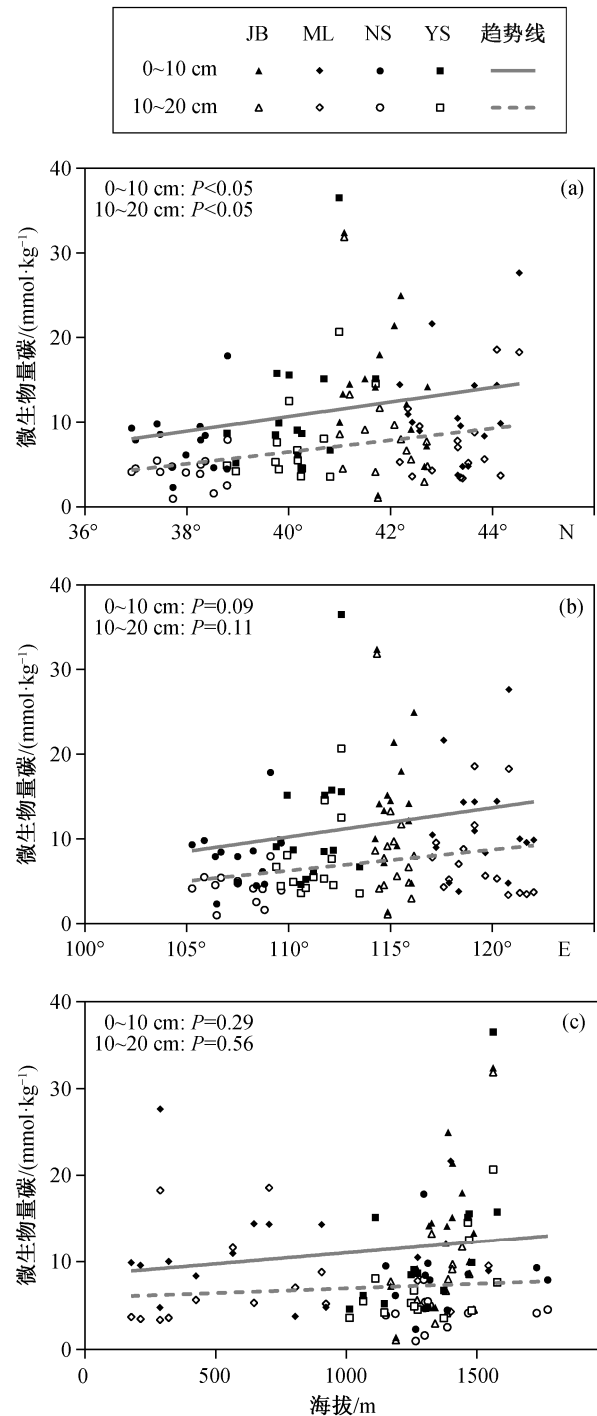 JB ML NS YS 趋势线
0~10 cm
10~20 cm
40
30
20
10
0
微生物量碳/(mmol·kg⁻¹)
0~10 cm: P<0.05
10~20 cm: P<0.05
(a)
36° 38° 40° 42° 44° N
40
30
20
10
0
微生物量碳/(mmol·kg⁻¹)
0~10 cm: P=0.09
10~20 cm: P=0.11
(b)
100° 105° 110° 115° 120° E
40
30
20
10
0
微生物量碳/(mmol·kg⁻¹)
0~10 cm: P=0.29
10~20 cm: P=0.56
(c)
0 500 1000 1500
海拔/m